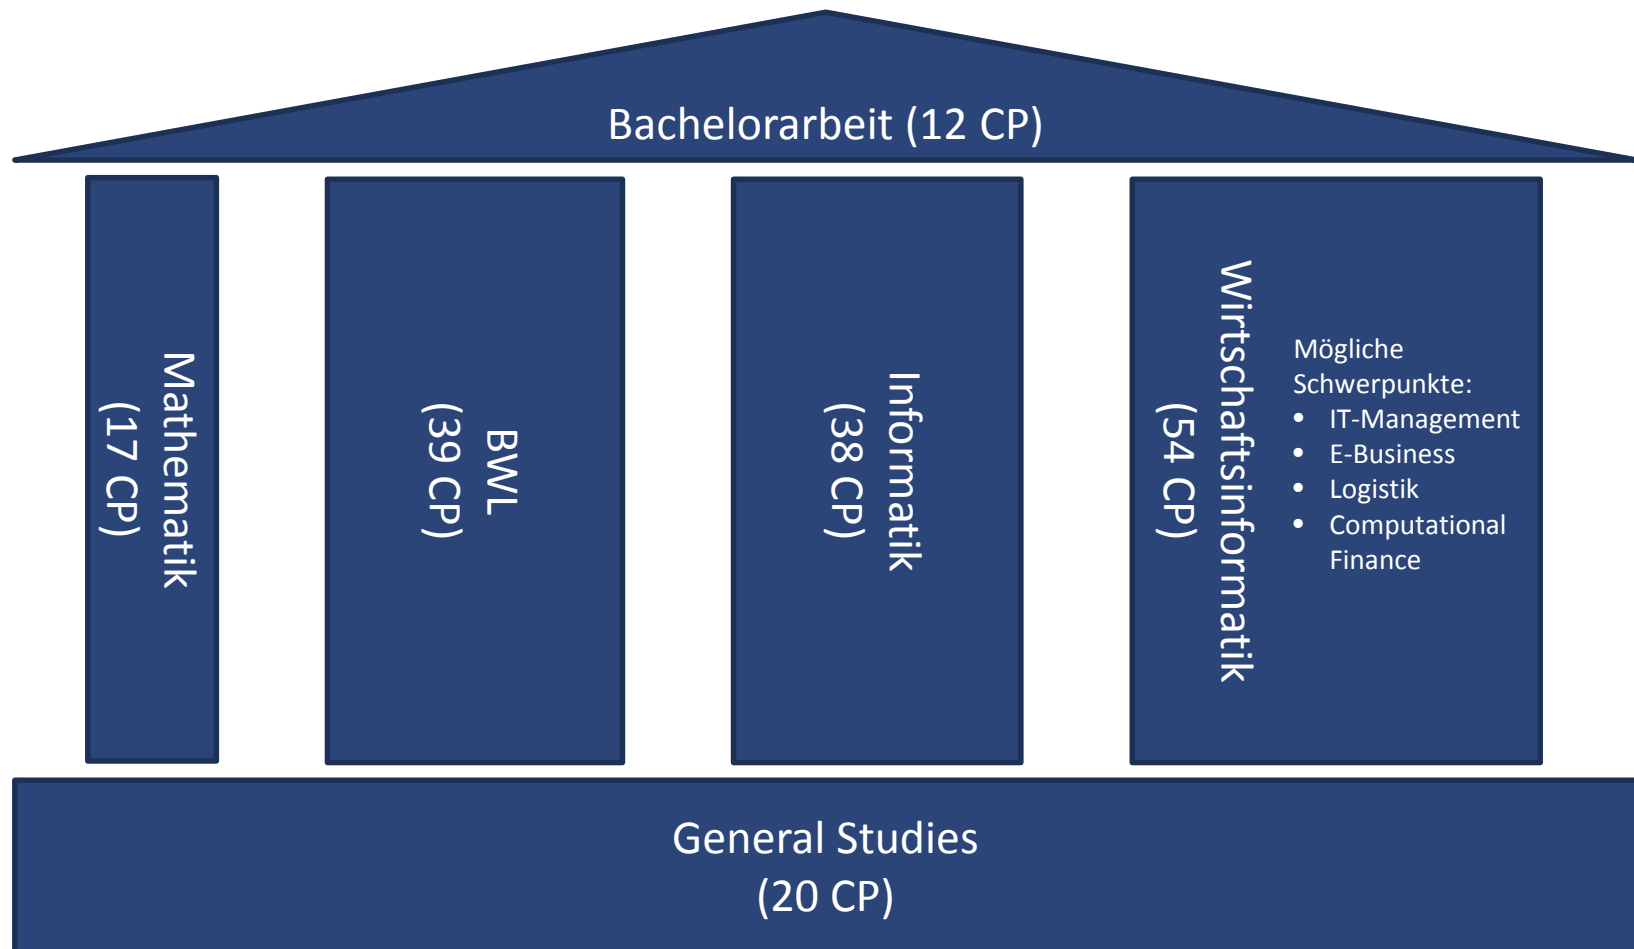 Bachelorarbeit (12 CP)
Mathematik
(17 CP)
BWL
(39 CP)
Informatik
(38 CP)
Wirtschaftsinformatik
(54 CP)
Mögliche
Schwerpunkte:
• IT-Management
• E-Business
• Logistik
• Computational
Finance
General Studies
(20 CP)